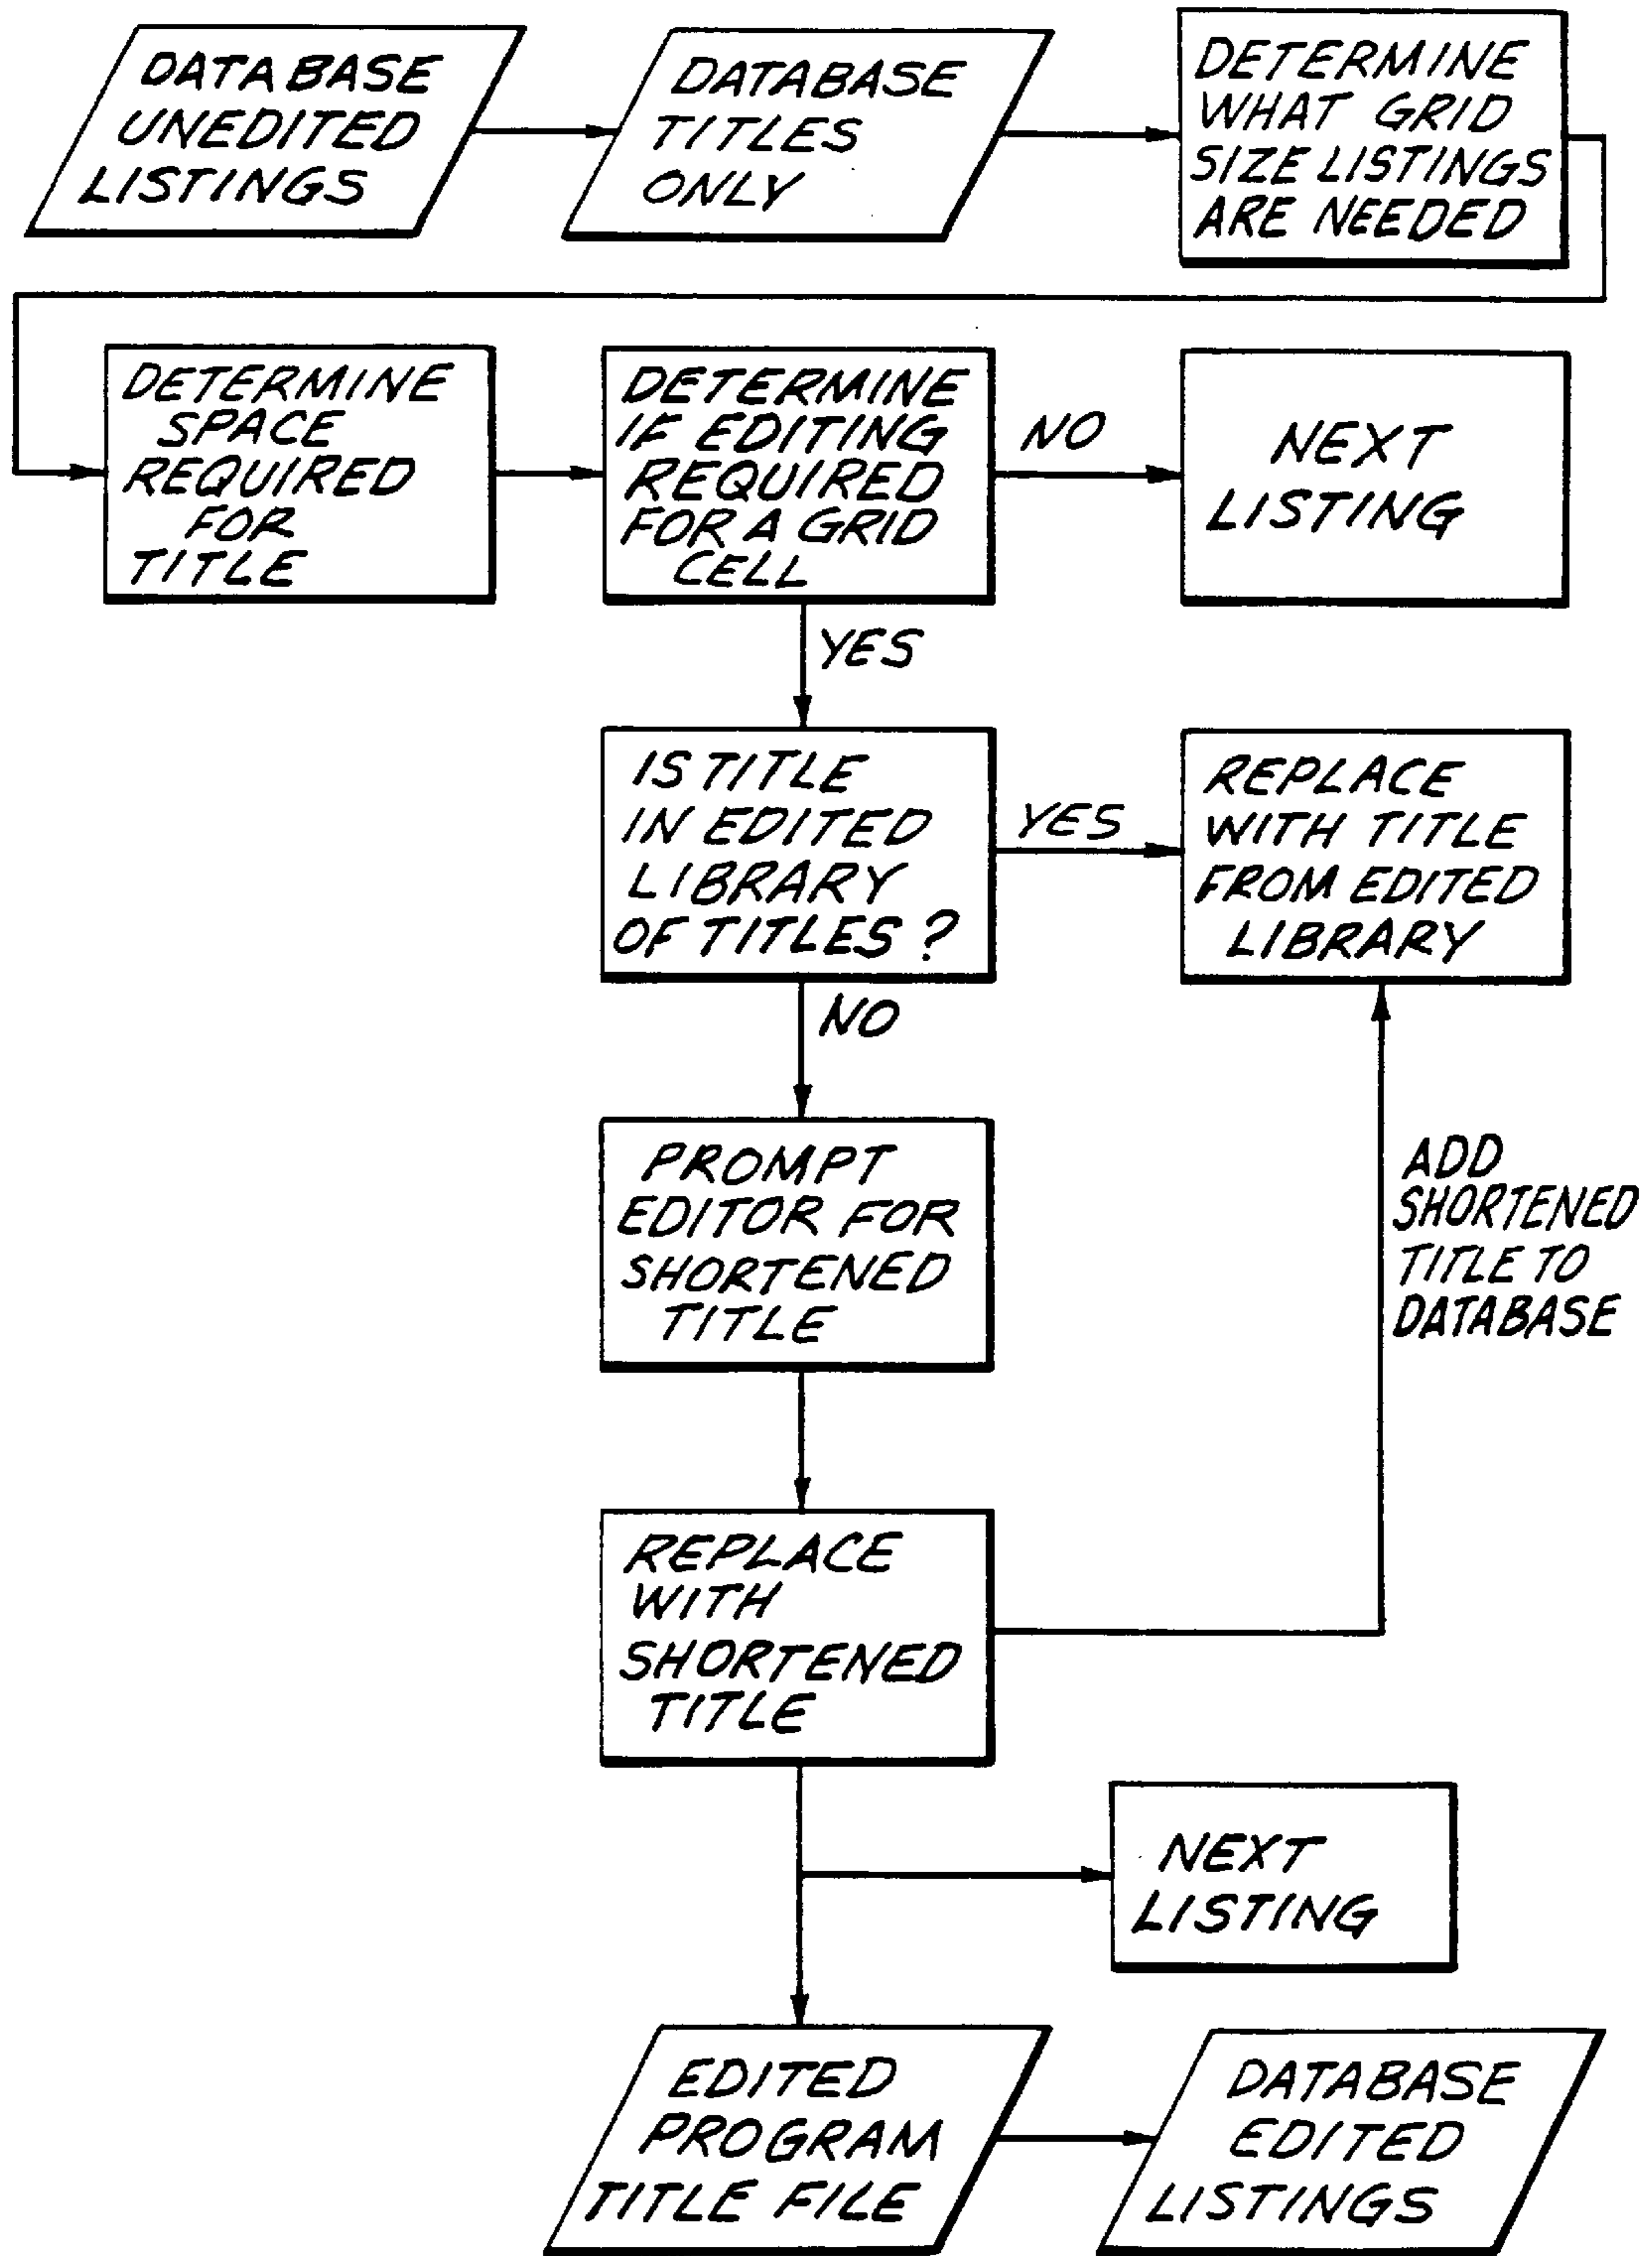 DATABASE
UNEDITED
LISTINGS
DATABASE
TITLES
ONLY
DETERMINE
WHAT GRID
SIZE LISTINGS
ARE NEEDED
DETERMINE
SPACE
REQUIRED
FOR
TITLE
DETERMINE
IF EDITING
REQUIRED
FOR A GRID
CELL
NO
NEXT
LISTING
YES
IS TITLE
IN EDITED
LIBRARY
OF TITLES ?
YES
REPLACE
WITH TITLE
FROM EDITED
LIBRARY
NO
PROMPT
EDITOR FOR
SHORTENED
TITLE
ADD
SHORTENED
TITLE TO
DATABASE
REPLACE
WITH
SHORTENED
TITLE
NEXT
LISTING
EDITED
PROGRAM
TITLE FILE
DATABASE
EDITED
LISTINGS